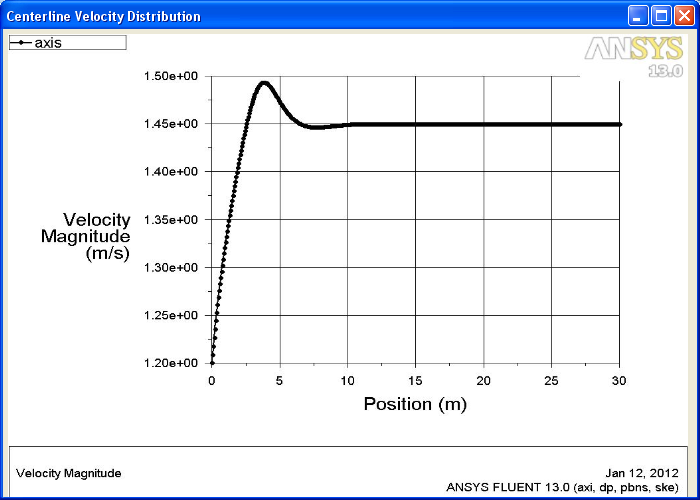 Centerline Velocity Distribution
axis
ANSYS
13.0
1.50e+00
1.45e+00
1.40e+00
1.35e+00
1.30e+00
1.25e+00
1.20e+00
Velocity
Magnitude
(m/s)
0 5 10 15 20 25 30
Position (m)
Velocity Magnitude
Jan 12, 2012
ANSYS FLUENT 13.0 (axi, dp, pbns, ske)